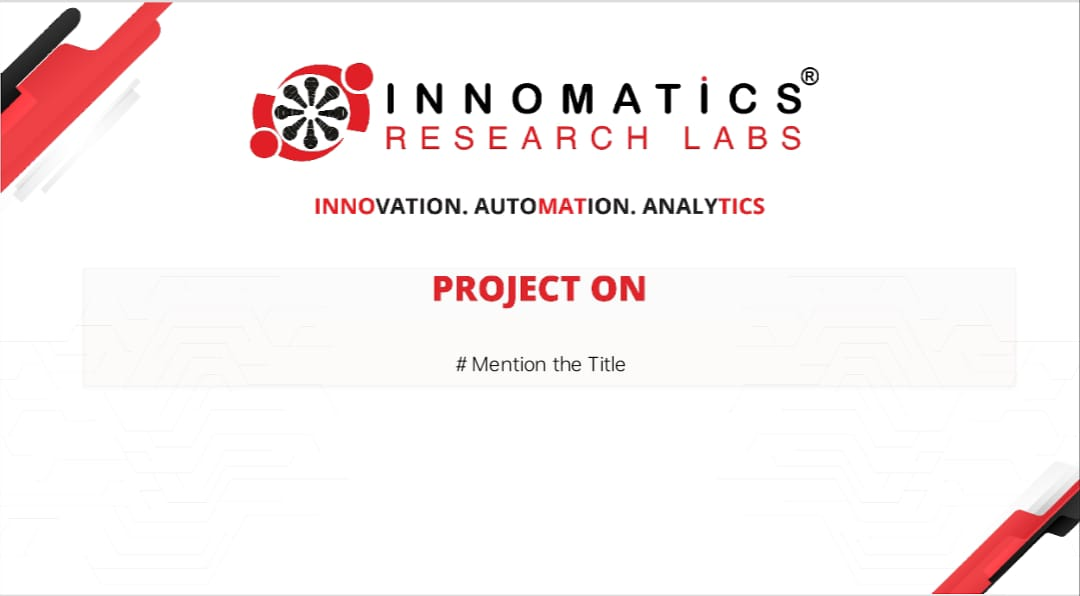 INNOMATICS®
RESEARCH LABS
INNOVATION. AUTOMATION. ANALYTICS
PROJECT ON
# Mention the Title